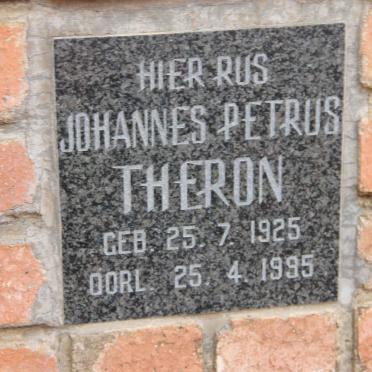 HIER RUS
JOHANNES PETRUS
THERON
GEB. 25. 7. 1925
OORL 25. 4. 1995